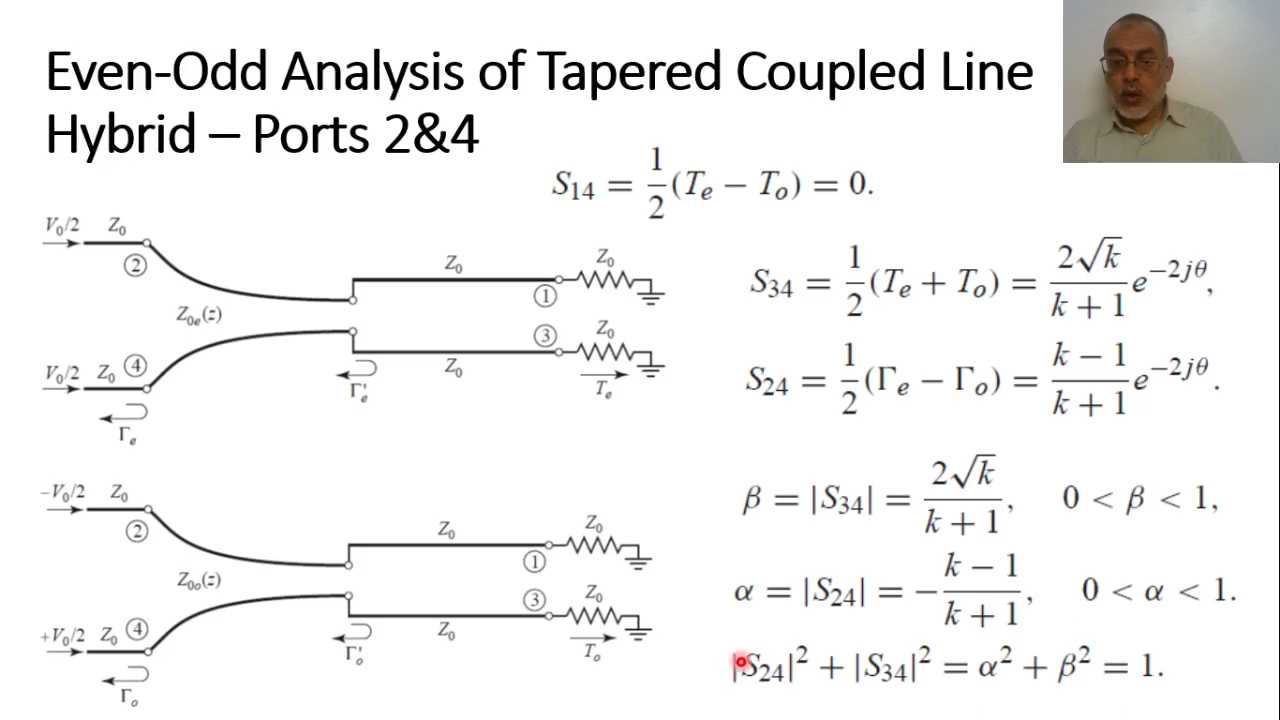 Even-Odd Analysis of Tapered Coupled Line
Hybrid – Ports 2&4
S₁₄ = 1/2 (Tₑ − Tₒ) = 0.
V₀/2 Z₀
②
Z₀ₑ(z)
V₀/2 Z₀ ④
Γₑ
Z₀
Z₀
①
③
Z₀
Z₀
Γ′ₑ
Tₑ
S₃₄ = 1/2 (Tₑ + Tₒ) = 2√k/(k + 1) e^{−2jθ},
S₂₄ = 1/2 (Γₑ − Γₒ) = (k − 1)/(k + 1) e^{−2jθ}.
−V₀/2 Z₀
②
Z₀ₒ(z)
+V₀/2 Z₀ ④
Γₒ
Z₀
Z₀
①
③
Z₀
Z₀
Γ′ₒ
Tₒ
β = |S₃₄| = 2√k/(k + 1), 0 < β < 1,
α = |S₂₄| = −(k − 1)/(k + 1), 0 < α < 1.
|S₂₄|² + |S₃₄|² = α² + β² = 1.